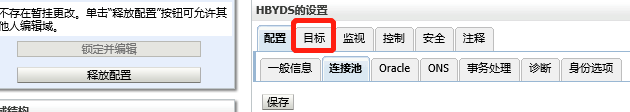 不存在暂挂更改。单击“释放配置”按钮可允许其
他人编辑域。
锁定并编辑
释放配置
HBYDS的设置
配置 目标 监视 控制 安全 注释
一般信息 连接池 Oracle ONS 事务处理 诊断 身份选项
保存